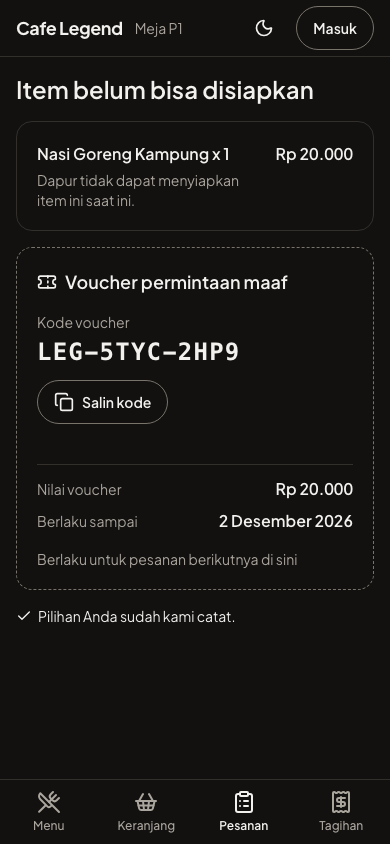 Cafe Legend Meja P1 Masuk
Item belum bisa disiapkan
Nasi Goreng Kampung x 1 Rp 20.000
Dapur tidak dapat menyiapkan
item ini saat ini.
Voucher permintaan maaf
Kode voucher
LEG–5TYC–2HP9
Salin kode
Nilai voucher Rp 20.000
Berlaku sampai 2 Desember 2026
Berlaku untuk pesanan berikutnya di sini
Pilihan Anda sudah kami catat.
Menu Keranjang Pesanan Tagihan